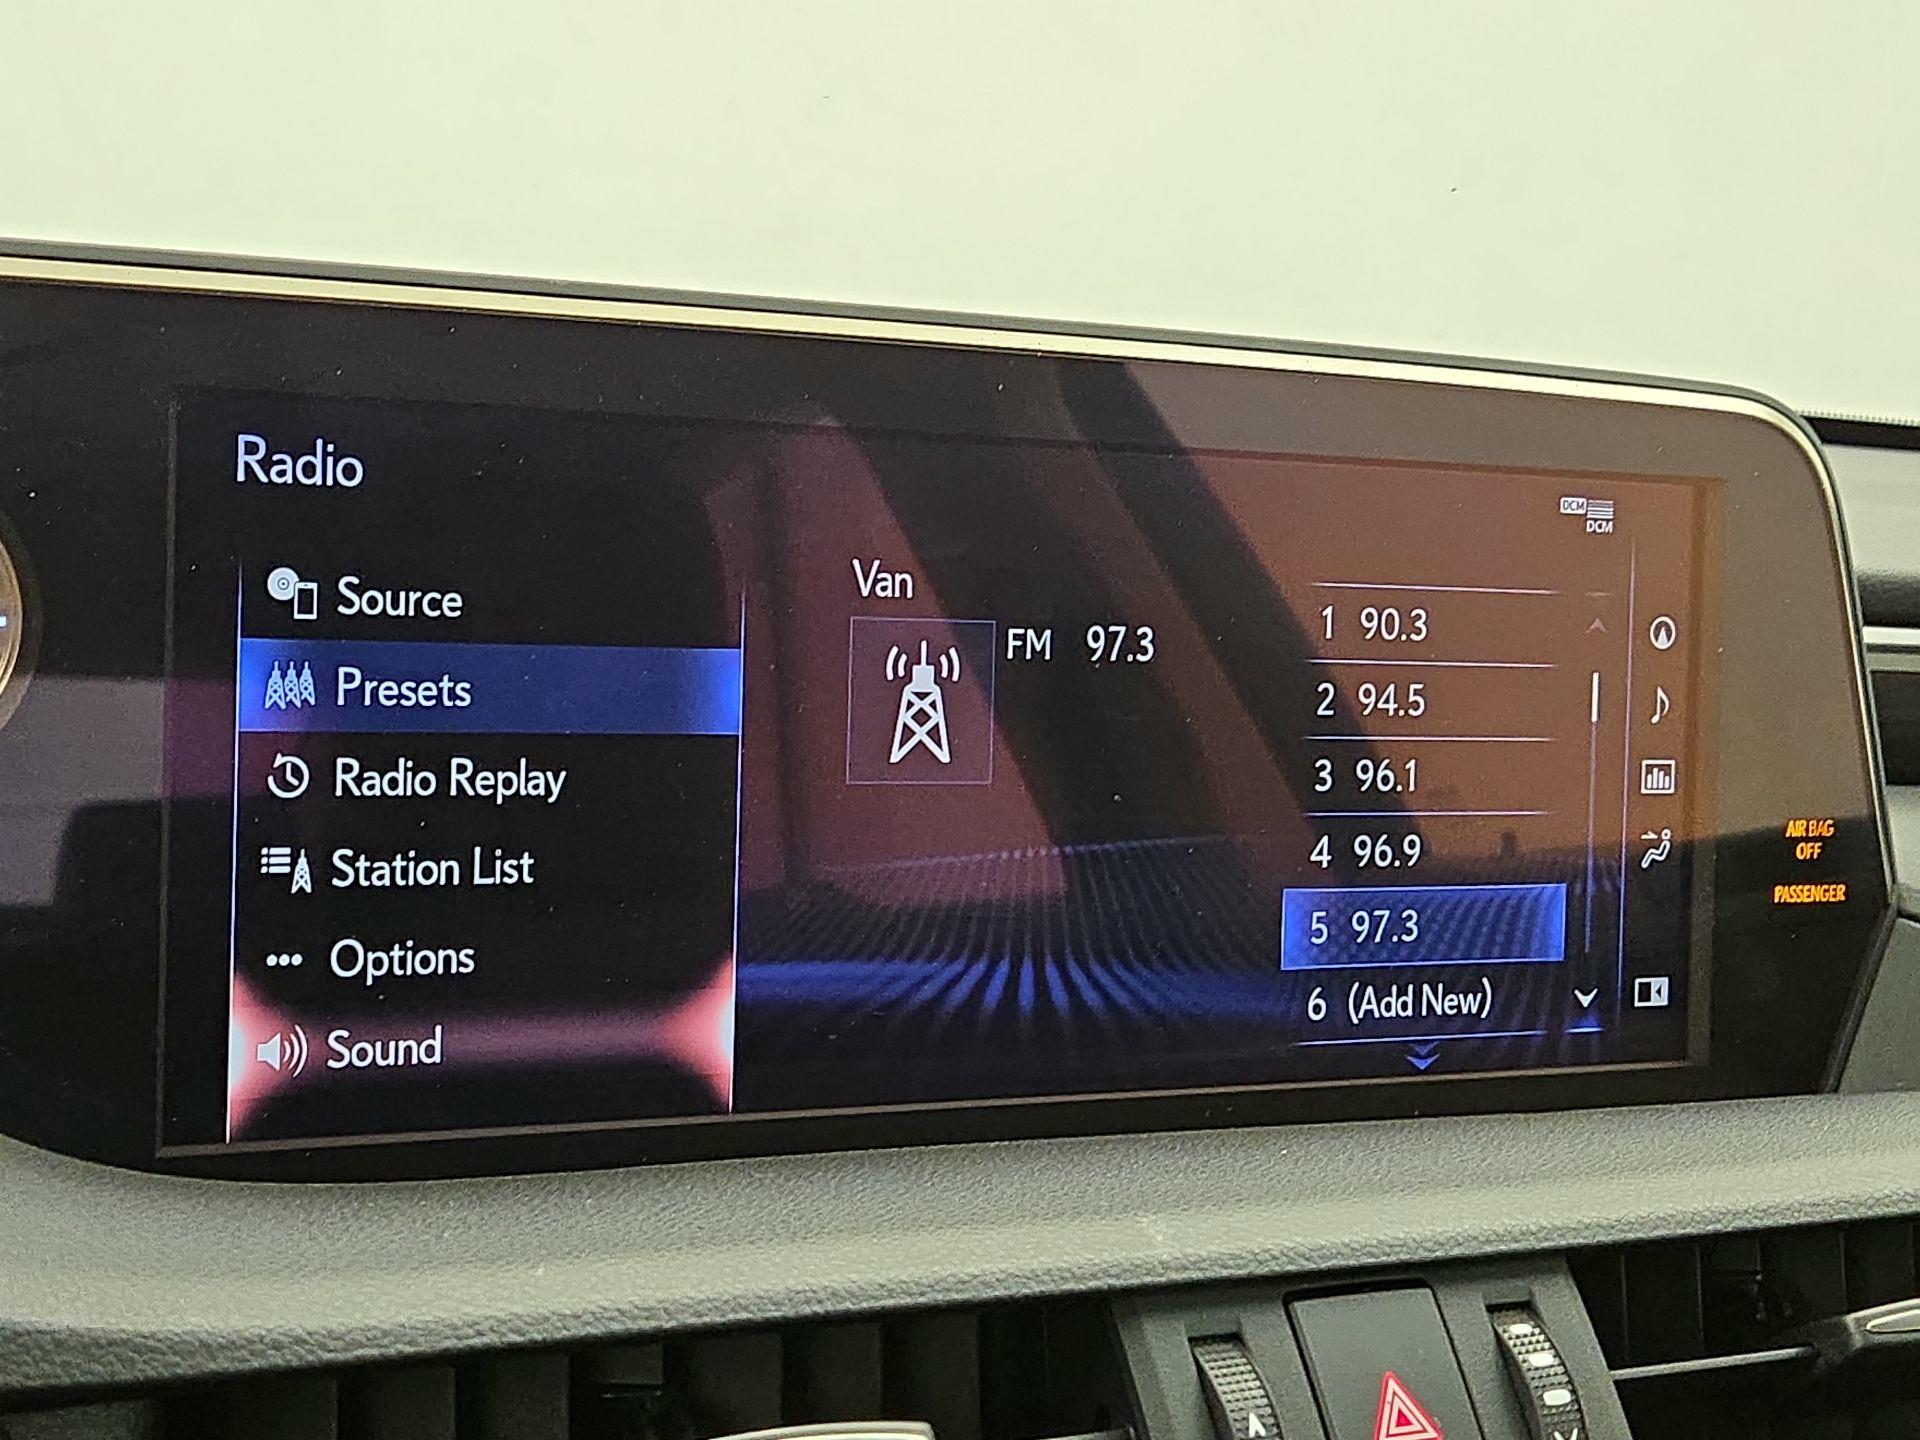 Radio
Source
Presets
Radio Replay
Station List
Options
Sound
Van
FM 97.3
DCM
DCM
1 90.3
2 94.5
3 96.1
4 96.9
5 97.3
6 (Add New)
AIR BAG
OFF
PASSENGER